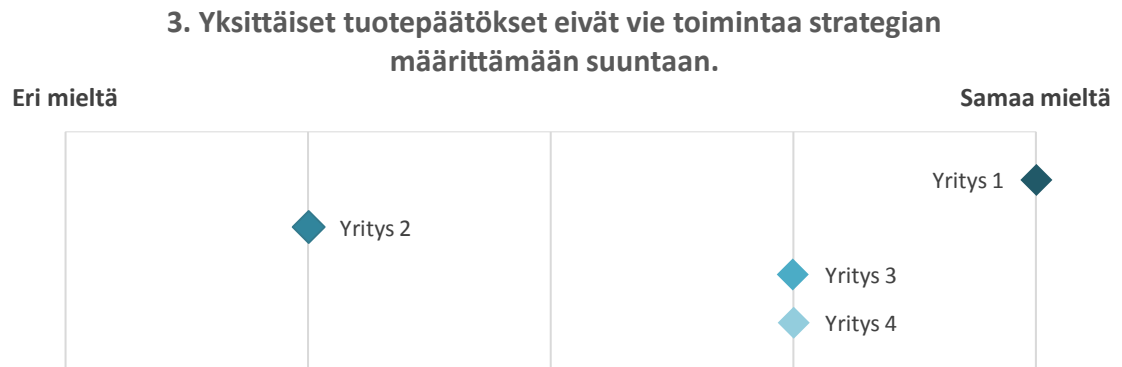 3. Yksittäiset tuotepäätökset eivät vie toimintaa strategian
määrittämään suuntaan.
Eri mieltä
Samaa mieltä
Yritys 1
Yritys 2
Yritys 3
Yritys 4